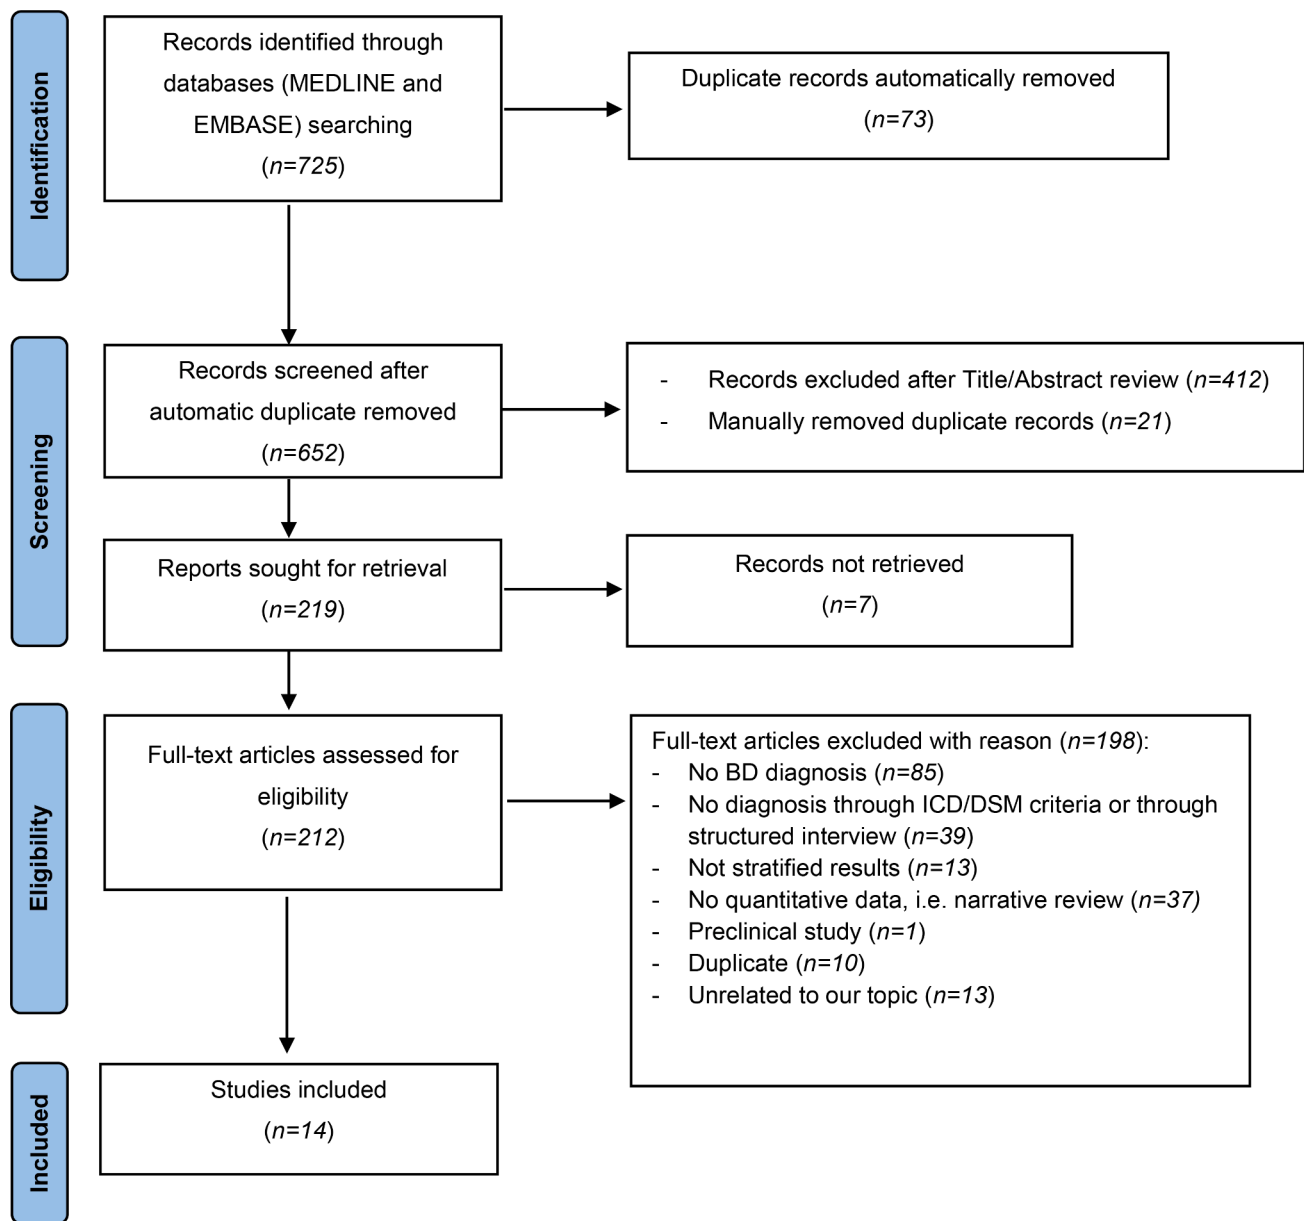 Identification
Records identified through
databases (MEDLINE and
EMBASE) searching
(n=725)
Duplicate records automatically removed
(n=73)
Screening
Records screened after
automatic duplicate removed
(n=652)
- Records excluded after Title/Abstract review (n=412)
- Manually removed duplicate records (n=21)
Reports sought for retrieval
(n=219)
Records not retrieved
(n=7)
Eligibility
Full-text articles assessed for
eligibility
(n=212)
Full-text articles excluded with reason (n=198):
- No BD diagnosis (n=85)
- No diagnosis through ICD/DSM criteria or through
structured interview (n=39)
- Not stratified results (n=13)
- No quantitative data, i.e. narrative review (n=37)
- Preclinical study (n=1)
- Duplicate (n=10)
- Unrelated to our topic (n=13)
Included
Studies included
(n=14)